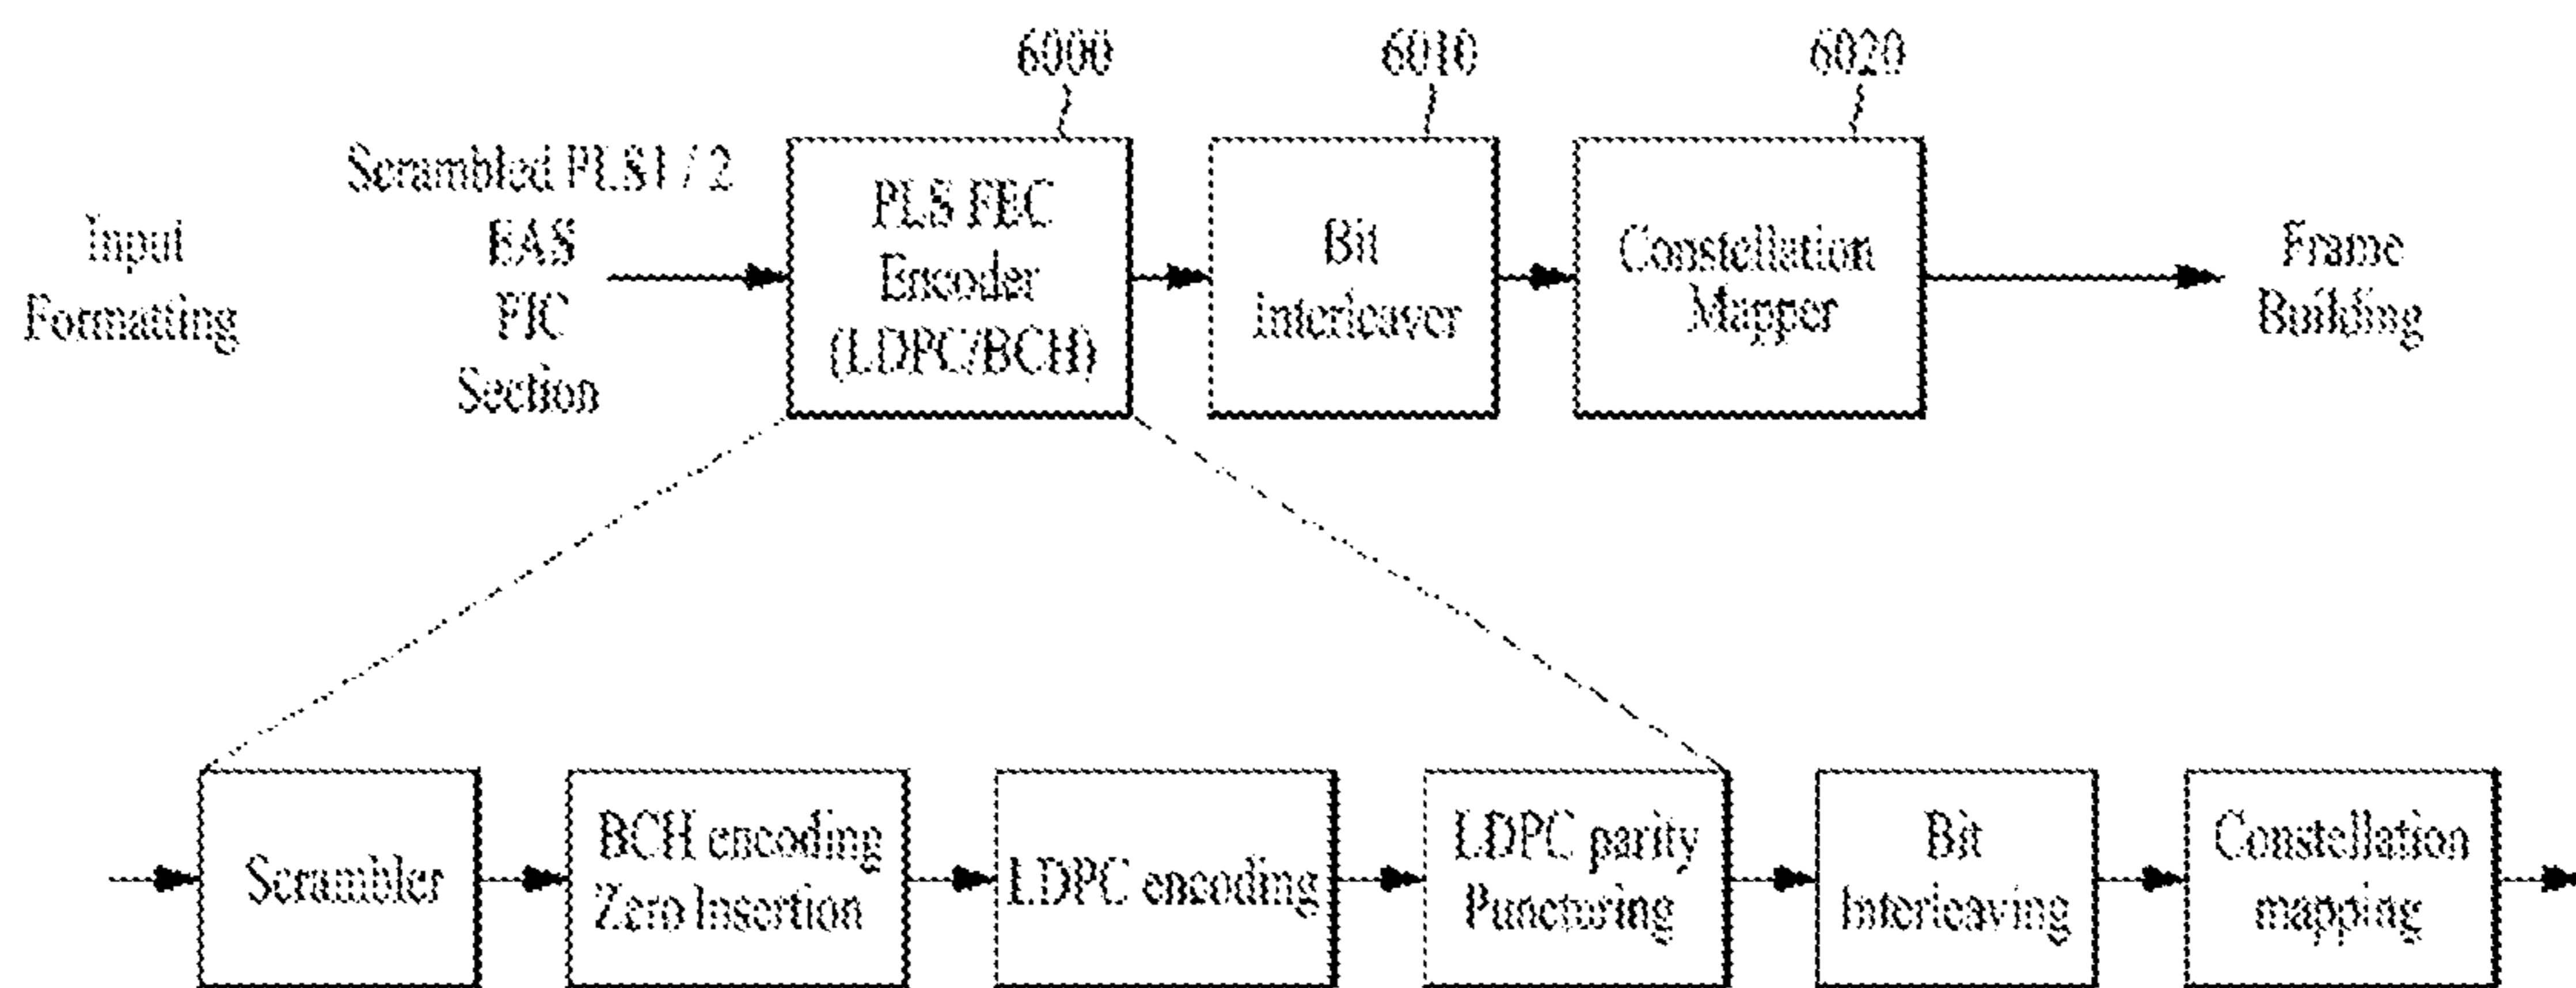 6000
6010
6020
Input
Formatting
Scrambled PLS1 / 2
EAS
FIC
Section
PLS FEC
Encoder
(LDPC/BCH)
Bit
Interleaver
Constellation
Mapper
Frame
Building
Scrambler
BCH encoding
Zero Insertion
LDPC encoding
LDPC parity
Puncturing
Bit
Interleaving
Constellation
mapping